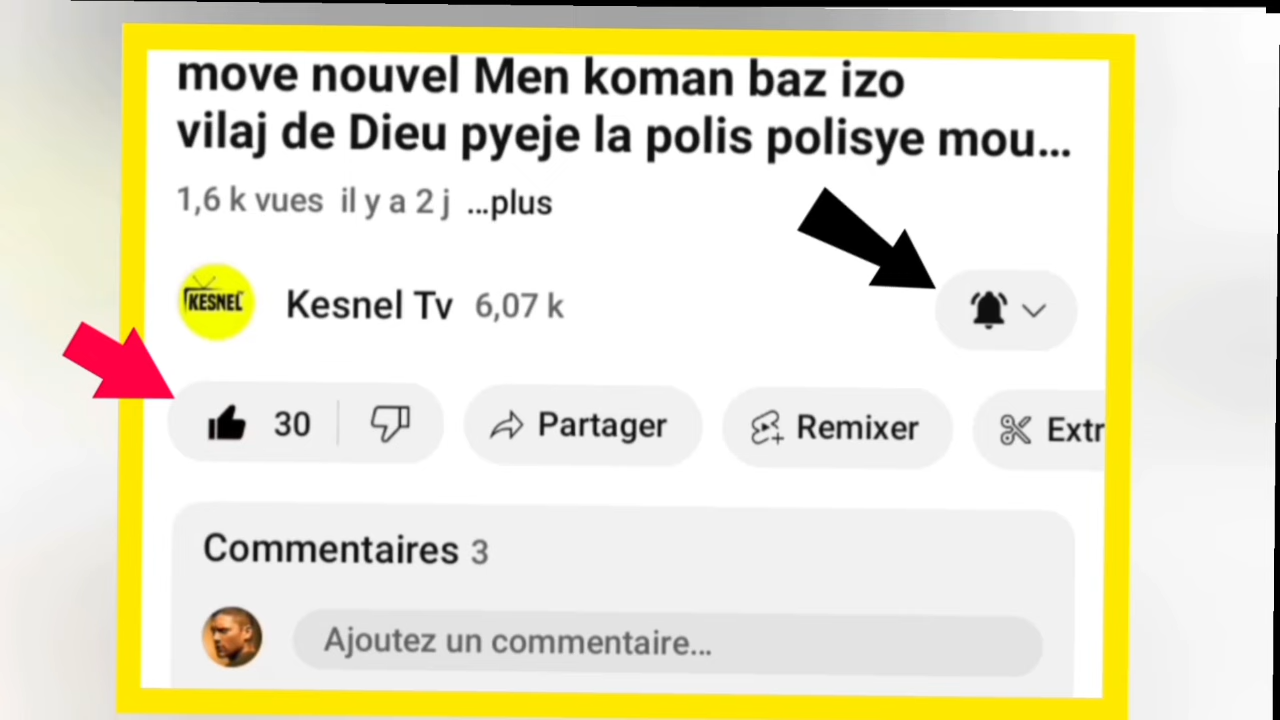 move nouvel Men koman baz izo
vilaj de Dieu pyeje la polis polisye mou...
1,6 k vues il y a 2 j ...plus
KESNEL
Kesnel Tv 6,07 k
30 Partager Remixer Extr
Commentaires 3
Ajoutez un commentaire...